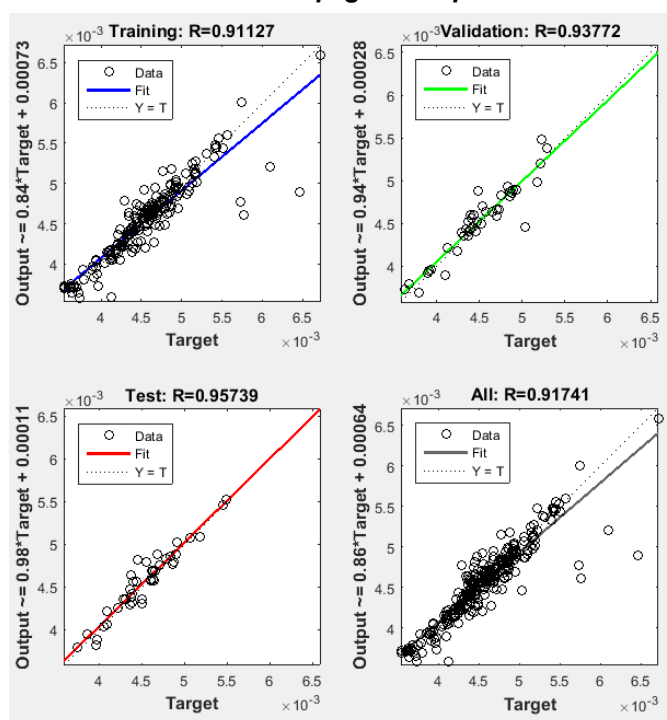 Training: R=0.91127
×10⁻³
6.5
6
5.5
5
4.5
4
Output ~= 0.84*Target + 0.00073
Data
Fit
Y = T
4 4.5 5 5.5 6 6.5
Target
×10⁻³
Validation: R=0.93772
×10⁻³
6.5
6
5.5
5
4.5
4
Output ~= 0.94*Target + 0.00028
Data
Fit
Y = T
4 4.5 5 5.5 6 6.5
Target
×10⁻³
Test: R=0.95739
×10⁻³
6.5
6
5.5
5
4.5
4
Output ~= 0.98*Target + 0.00011
Data
Fit
Y = T
4 4.5 5 5.5 6 6.5
Target
×10⁻³
All: R=0.91741
×10⁻³
6.5
6
5.5
5
4.5
4
Output ~= 0.86*Target + 0.00064
Data
Fit
Y = T
4 4.5 5 5.5 6 6.5
Target
×10⁻³